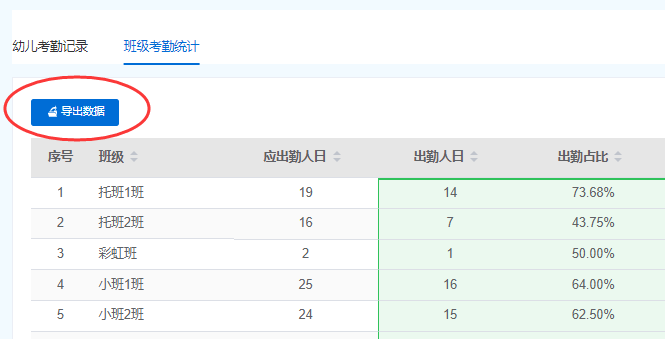 幼儿考勤记录 班级考勤统计
导出数据
序号 班级 应出勤人日 出勤人日 出勤占比
1 托班1班 19 14 73.68%
2 托班2班 16 7 43.75%
3 彩虹班 2 1 50.00%
4 小班1班 25 16 64.00%
5 小班2班 24 15 62.50%